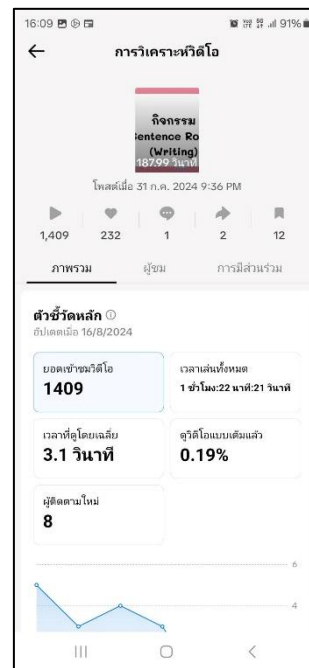 16:09 91%
การวิเคราะห์วิดีโอ
กิจกรรม
Sentence Ro
(Writing)
187.99 วินาที
โพสต์เมื่อ 31 ก.ค. 2024 9:36 PM
1,409 232 1 2 12
ภาพรวม ผู้ชม การมีส่วนร่วม
ตัวชี้วัดหลัก
อัปเดตเมื่อ 16/8/2024
ยอดเข้าชมวิดีโอ เวลาเล่นทั้งหมด
1409 1 ชั่วโมง:22 นาที:21 วินาที
เวลาที่ดูโดยเฉลี่ย ดูวิดีโอแบบเต็มแล้ว
3.1 วินาที 0.19%
ผู้ติดตามใหม่
8
6
4